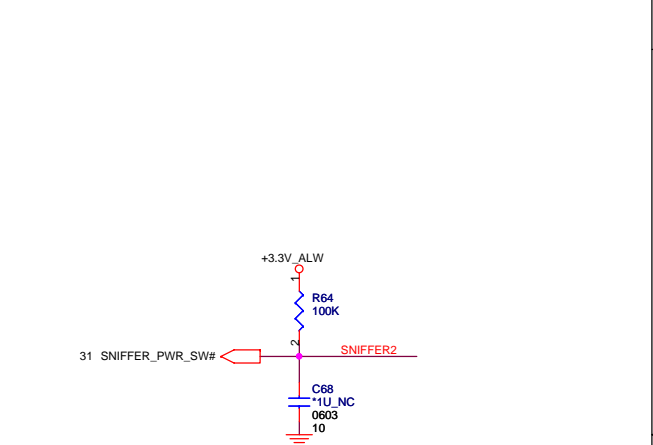 +3.3V_ALW
1
R64
100K
2
31 SNIFFER_PWR_SW#
SNIFFER2
C68
*1U_NC
0603
10